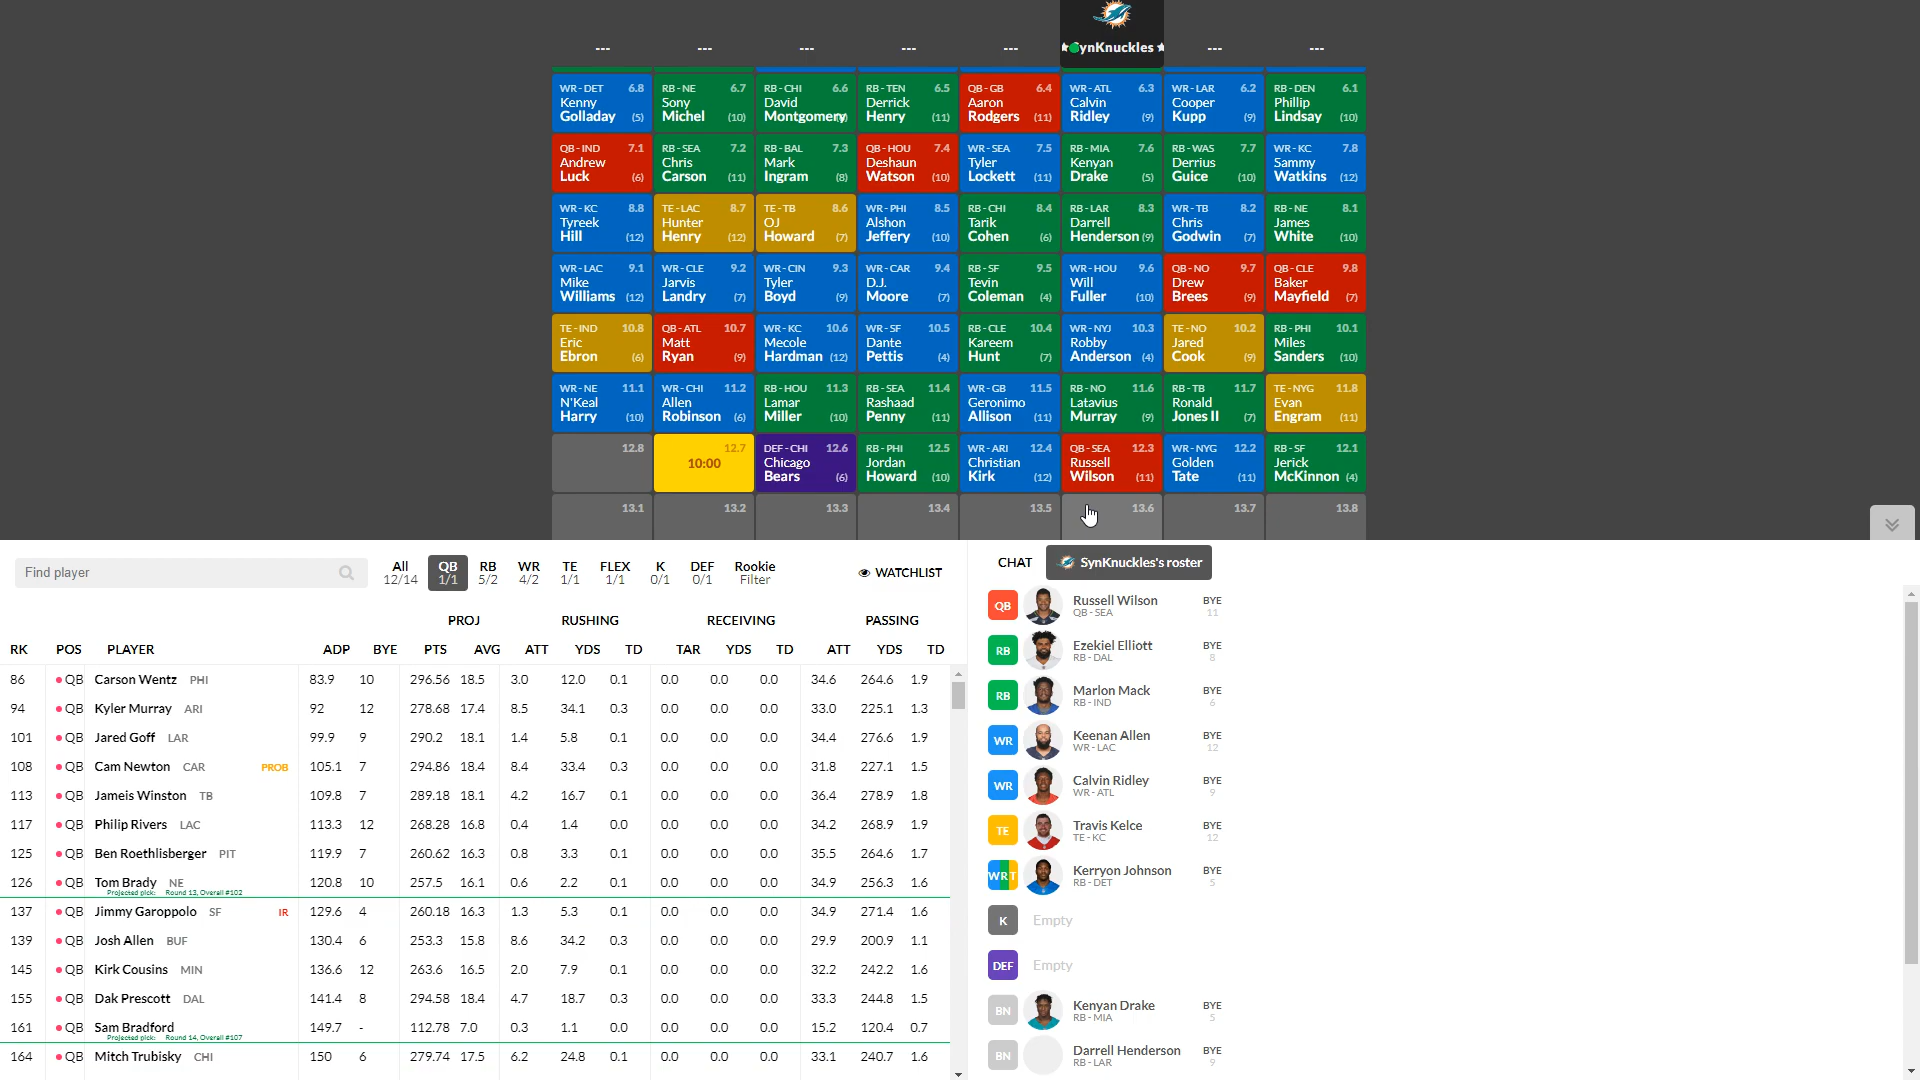 --- --- --- --- --- ★SynKnuckles★ --- ---
WR - DET 6.8 RB - NE 6.7 RB - CHI 6.6 RB - TEN 6.5 QB - GB 6.4 WR - ATL 6.3 WR - LAR 6.2 RB - DEN 6.1
Kenny Sony David Derrick Aaron Calvin Cooper Phillip
Golladay (5) Michel (10) Montgomery Henry (11) Rodgers (11) Ridley (9) Kupp (9) Lindsay (10)
QB - IND 7.1 RB - SEA 7.2 RB - BAL 7.3 QB - HOU 7.4 WR - SEA 7.5 RB - MIA 7.6 RB - WAS 7.7 WR - KC 7.8
Andrew Chris Mark Deshaun Tyler Kenyan Derrius Sammy
Luck (6) Carson (11) Ingram (8) Watson (10) Lockett (11) Drake (5) Guice (10) Watkins (12)
WR - KC 8.8 TE - LAC 8.7 TE - TB 8.6 WR - PHI 8.5 RB - CHI 8.4 RB - LAR 8.3 WR - TB 8.2 RB - NE 8.1
Tyreek Hunter OJ Alshon Tarik Darrell Chris James
Hill (12) Henry (12) Howard (7) Jeffery (10) Cohen (6) Henderson (9) Godwin (7) White (10)
WR - LAC 9.1 WR - CLE 9.2 WR - CIN 9.3 WR - CAR 9.4 RB - SF 9.5 WR - HOU 9.6 QB - NO 9.7 QB - CLE 9.8
Mike Jarvis Tyler D.J. Tevin Will Drew Baker
Williams (12) Landry (7) Boyd (9) Moore (7) Coleman (4) Fuller (10) Brees (9) Mayfield (7)
TE - IND 10.8 QB - ATL 10.7 WR - KC 10.6 WR - SF 10.5 RB - CLE 10.4 WR - NYJ 10.3 TE - NO 10.2 RB - PHI 10.1
Eric Matt Mecole Dante Kareem Robby Jared Miles
Ebron (6) Ryan (9) Hardman (12) Pettis (4) Hunt (7) Anderson (4) Cook (9) Sanders (10)
WR - NE 11.1 WR - CHI 11.2 RB - HOU 11.3 RB - SEA 11.4 WR - GB 11.5 RB - NO 11.6 RB - TB 11.7 TE - NYG 11.8
N'Keal Allen Lamar Rashaad Geronimo Latavius Ronald Evan
Harry (10) Robinson (6) Miller (10) Penny (11) Allison (11) Murray (9) Jones II (7) Engram (11)
12.8 12.7 DEF - CHI 12.6 RB - PHI 12.5 WR - ARI 12.4 QB - SEA 12.3 WR - NYG 12.2 RB - SF 12.1
10:00 Chicago Jordan Christian Russell Golden Jerick
Bears (6) Howard (10) Kirk (12) Wilson (11) Tate (11) McKinnon (4)
13.1 13.2 13.3 13.4 13.5 13.6 13.7 13.8
Find player All QB RB WR TE FLEX K DEF Rookie WATCHLIST
12/14 1/1 5/2 4/2 1/1 1/1 0/1 0/1 Filter
PROJ RUSHING RECEIVING PASSING
RK POS PLAYER ADP BYE PTS AVG ATT YDS TD TAR YDS TD ATT YDS TD
86 QB Carson Wentz PHI 83.9 10 296.56 18.5 3.0 12.0 0.1 0.0 0.0 0.0 34.6 264.6 1.9
94 QB Kyler Murray ARI 92 12 278.68 17.4 8.5 34.1 0.3 0.0 0.0 0.0 33.0 225.1 1.3
101 QB Jared Goff LAR 99.9 9 290.2 18.1 1.4 5.8 0.1 0.0 0.0 0.0 34.4 276.6 1.9
108 QB Cam Newton CAR PROB 105.1 7 294.86 18.4 8.4 33.4 0.3 0.0 0.0 0.0 31.8 227.1 1.5
113 QB Jameis Winston TB 109.8 7 289.18 18.1 4.2 16.7 0.1 0.0 0.0 0.0 36.4 278.9 1.8
117 QB Philip Rivers LAC 113.3 12 268.28 16.8 0.4 1.4 0.0 0.0 0.0 0.0 34.2 268.9 1.9
125 QB Ben Roethlisberger PIT 119.9 7 260.62 16.3 0.8 3.3 0.1 0.0 0.0 0.0 35.5 264.6 1.7
126 QB Tom Brady NE 120.8 10 257.5 16.1 0.6 2.2 0.1 0.0 0.0 0.0 34.9 256.3 1.6
Projected pick: Round 13, Overall #102
137 QB Jimmy Garoppolo SF IR 129.6 4 260.18 16.3 1.3 5.3 0.1 0.0 0.0 0.0 34.9 271.4 1.6
139 QB Josh Allen BUF 130.4 6 253.3 15.8 8.6 34.2 0.3 0.0 0.0 0.0 29.9 200.9 1.1
145 QB Kirk Cousins MIN 136.6 12 263.6 16.5 2.0 7.9 0.1 0.0 0.0 0.0 32.2 242.2 1.6
155 QB Dak Prescott DAL 141.4 8 294.58 18.4 4.7 18.7 0.3 0.0 0.0 0.0 33.3 244.8 1.5
161 QB Sam Bradford 149.7 - 112.78 7.0 0.3 1.1 0.0 0.0 0.0 0.0 15.2 120.4 0.7
Projected pick: Round 14, Overall #107
164 QB Mitch Trubisky CHI 150 6 279.74 17.5 6.2 24.8 0.1 0.0 0.0 0.0 33.1 240.7 1.6
CHAT SynKnuckles's roster
QB Russell Wilson BYE
QB - SEA 11
RB Ezekiel Elliott BYE
RB - DAL 8
RB Marlon Mack BYE
RB - IND 6
WR Keenan Allen BYE
WR - LAC 12
WR Calvin Ridley BYE
WR - ATL 9
TE Travis Kelce BYE
TE - KC 12
WRT Kerryon Johnson BYE
RB - DET 5
K Empty
DEF Empty
BN Kenyan Drake BYE
RB - MIA 5
BN Darrell Henderson BYE
RB - LAR 9